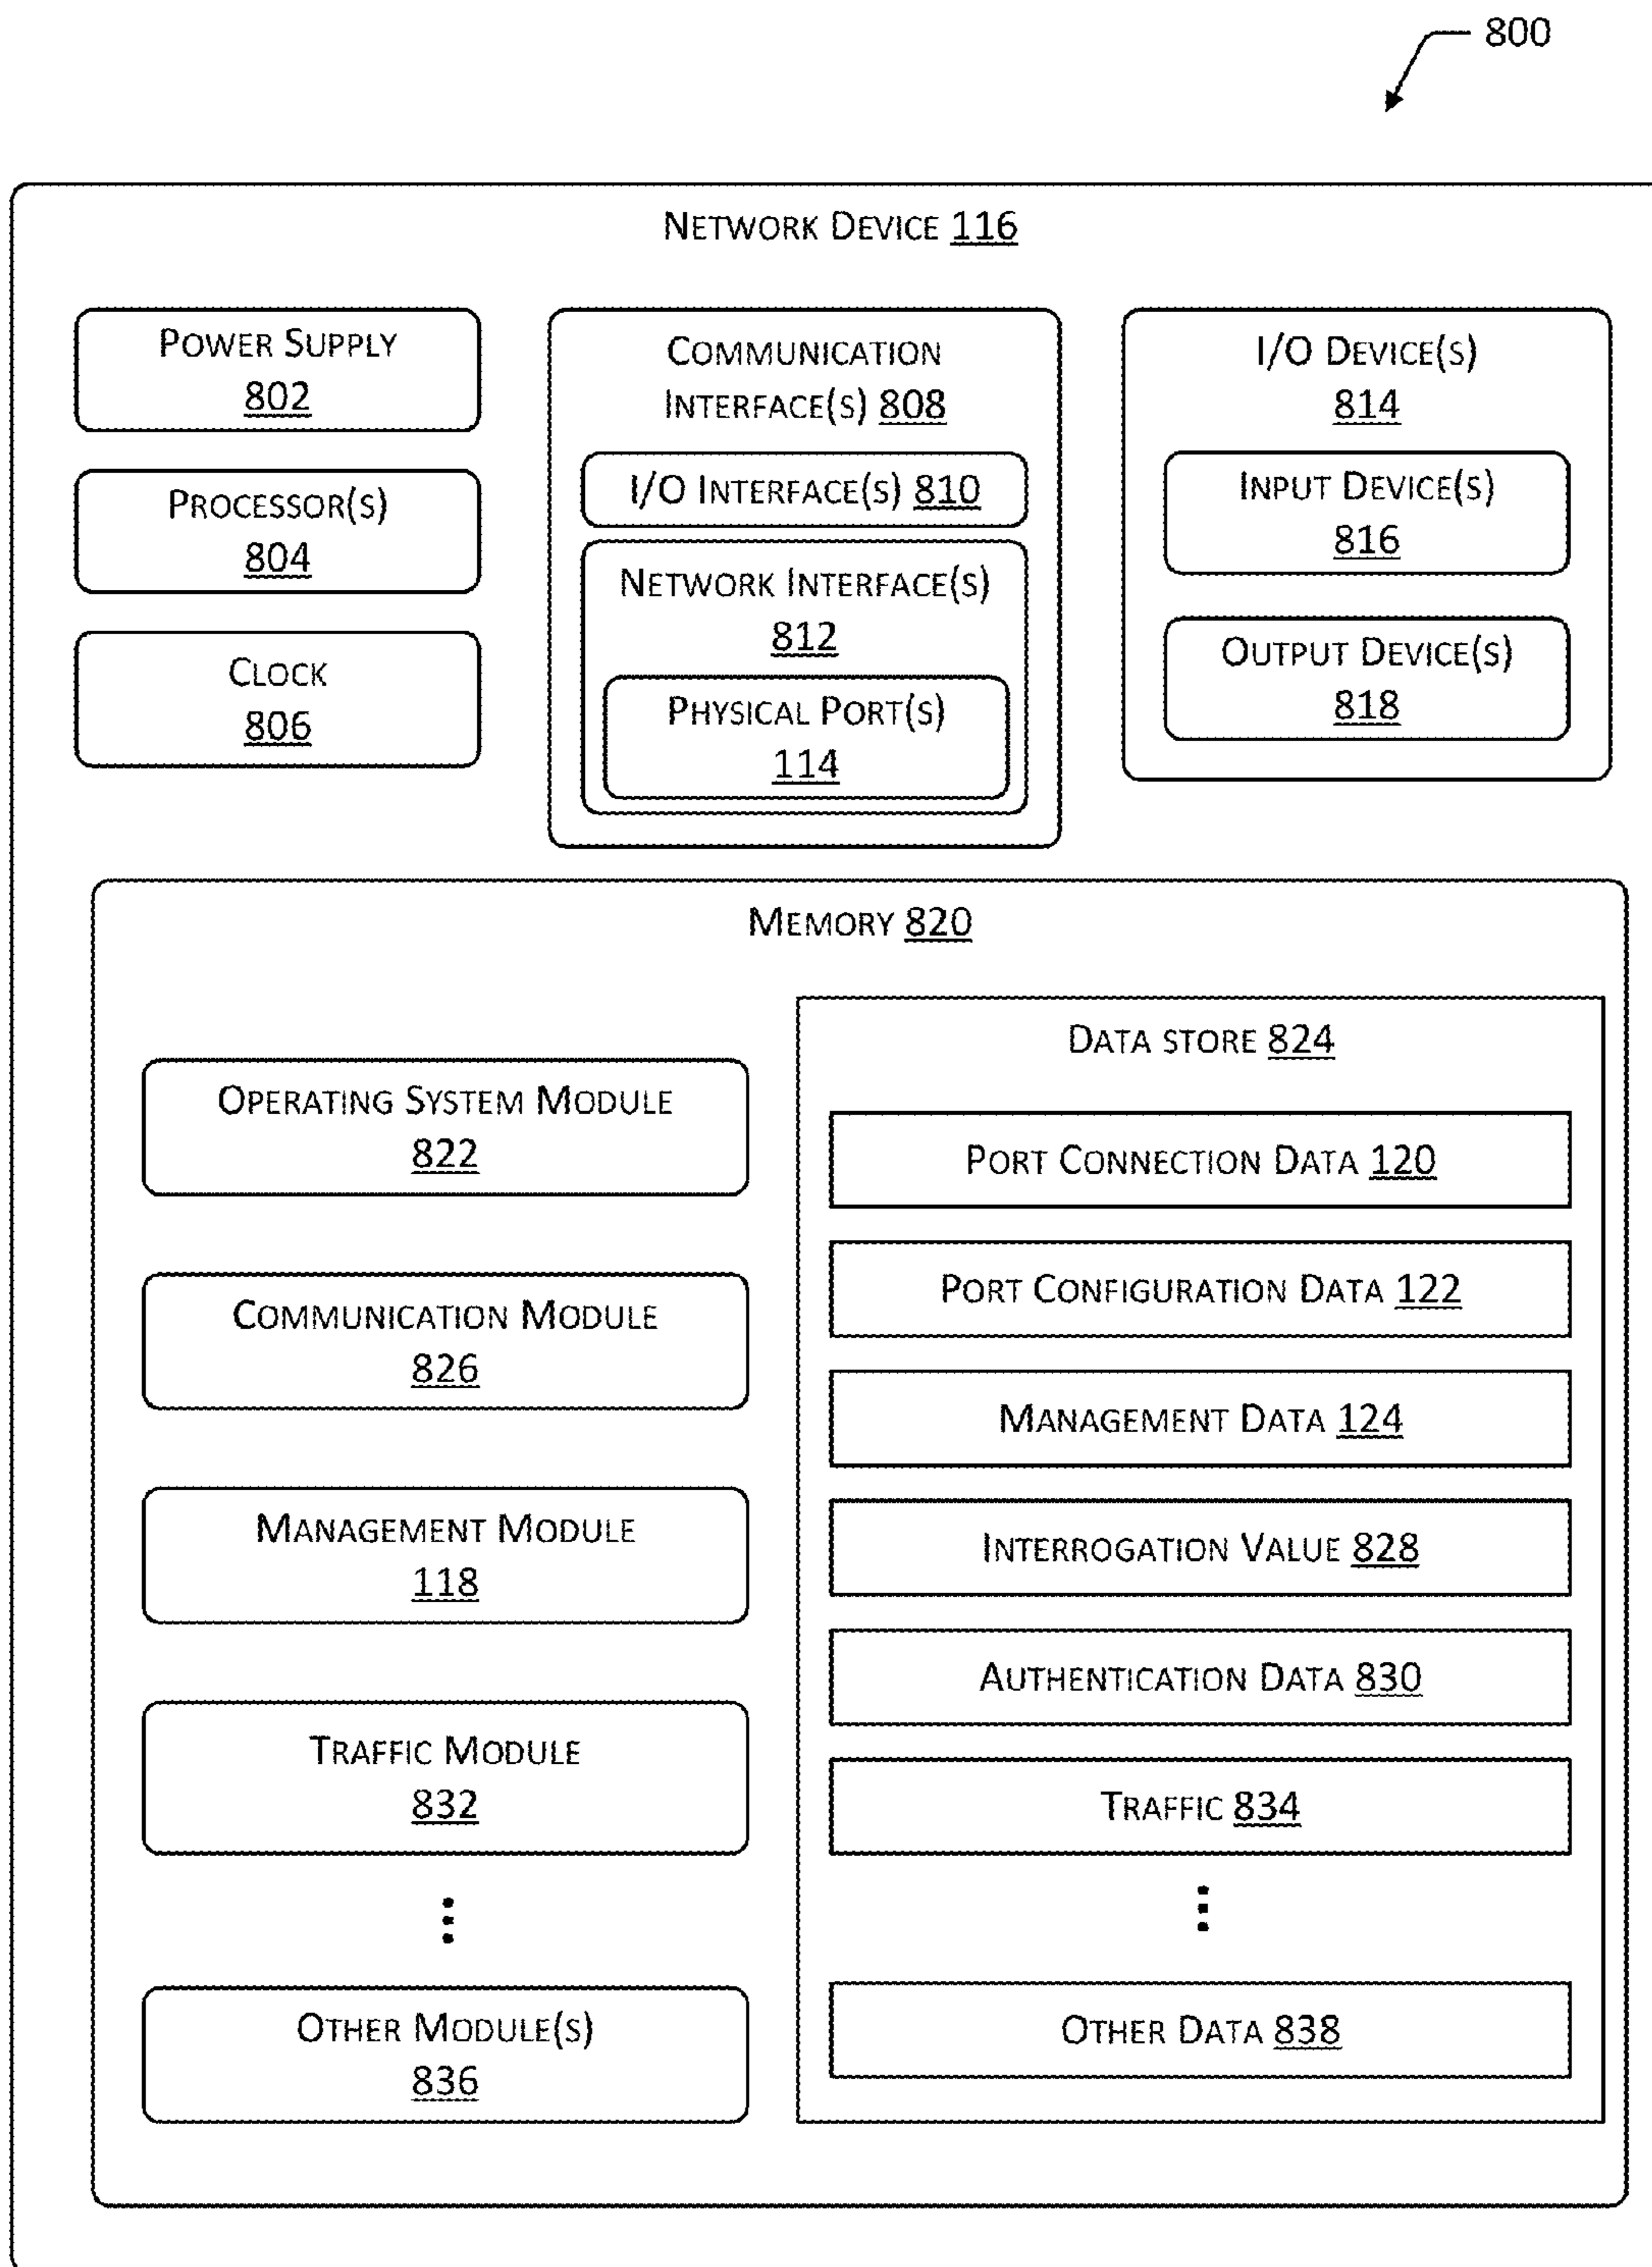 800
NETWORK DEVICE 116
POWER SUPPLY
802
PROCESSOR(S)
804
CLOCK
806
COMMUNICATION
INTERFACE(S) 808
I/O INTERFACE(S) 810
NETWORK INTERFACE(S)
812
PHYSICAL PORT(S)
114
I/O DEVICE(S)
814
INPUT DEVICE(S)
816
OUTPUT DEVICE(S)
818
MEMORY 820
OPERATING SYSTEM MODULE
822
COMMUNICATION MODULE
826
MANAGEMENT MODULE
118
TRAFFIC MODULE
832
OTHER MODULE(S)
836
DATA STORE 824
PORT CONNECTION DATA 120
PORT CONFIGURATION DATA 122
MANAGEMENT DATA 124
INTERROGATION VALUE 828
AUTHENTICATION DATA 830
TRAFFIC 834
OTHER DATA 838